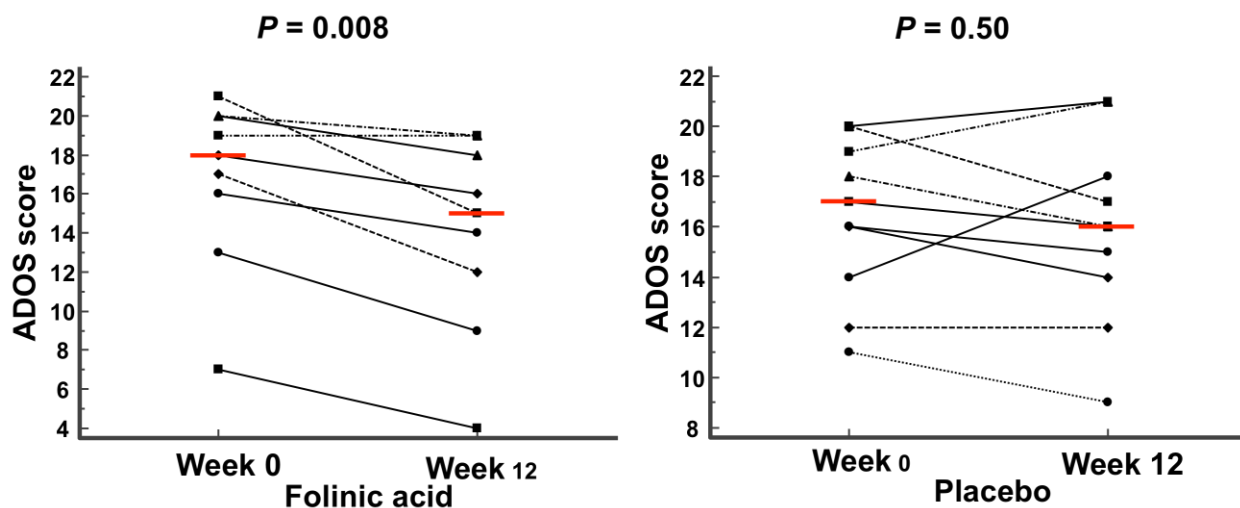 P = 0.008
ADOS score
22
20
18
16
14
12
10
8
6
4
Week 0
Week 12
Folinic acid
P = 0.50
ADOS score
22
20
18
16
14
12
10
8
Week 0
Week 12
Placebo